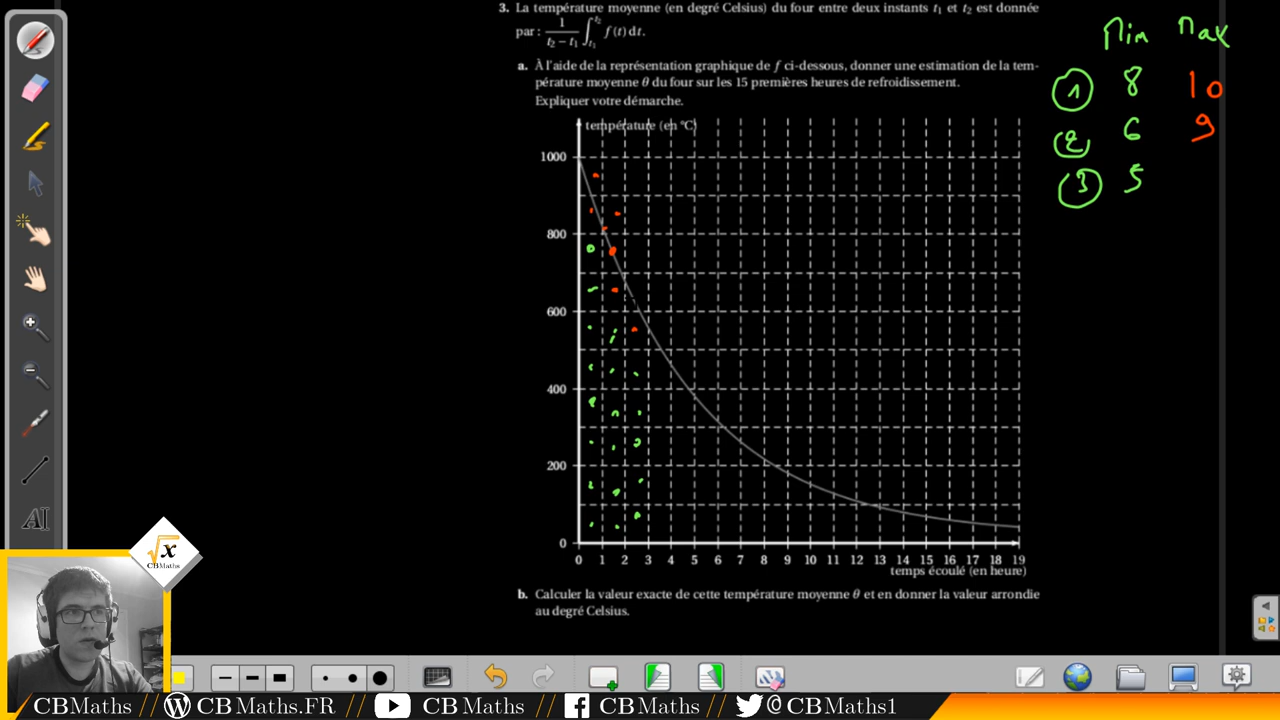 3. La température moyenne (en degré Celsius) du four entre deux instants t₁ et t₂ est donnée
par : 1/(t₂ − t₁) ∫_{t₁}^{t₂} f(t) dt.
a. À l'aide de la représentation graphique de f ci-dessous, donner une estimation de la tem-
pérature moyenne θ du four sur les 15 premières heures de refroidissement.
Expliquer votre démarche.
température (en °C)
1000
800
600
400
200
0
0 1 2 3 4 5 6 7 8 9 10 11 12 13 14 15 16 17 18 19
temps écoulé (en heure)
b. Calculer la valeur exacte de cette température moyenne θ et en donner la valeur arrondie
au degré Celsius.
Min Max
1 8 10
2 6 9
3 5
AI
√x
CBMaths
CBMaths CBMaths.FR CBMaths CBMaths @CBMaths1